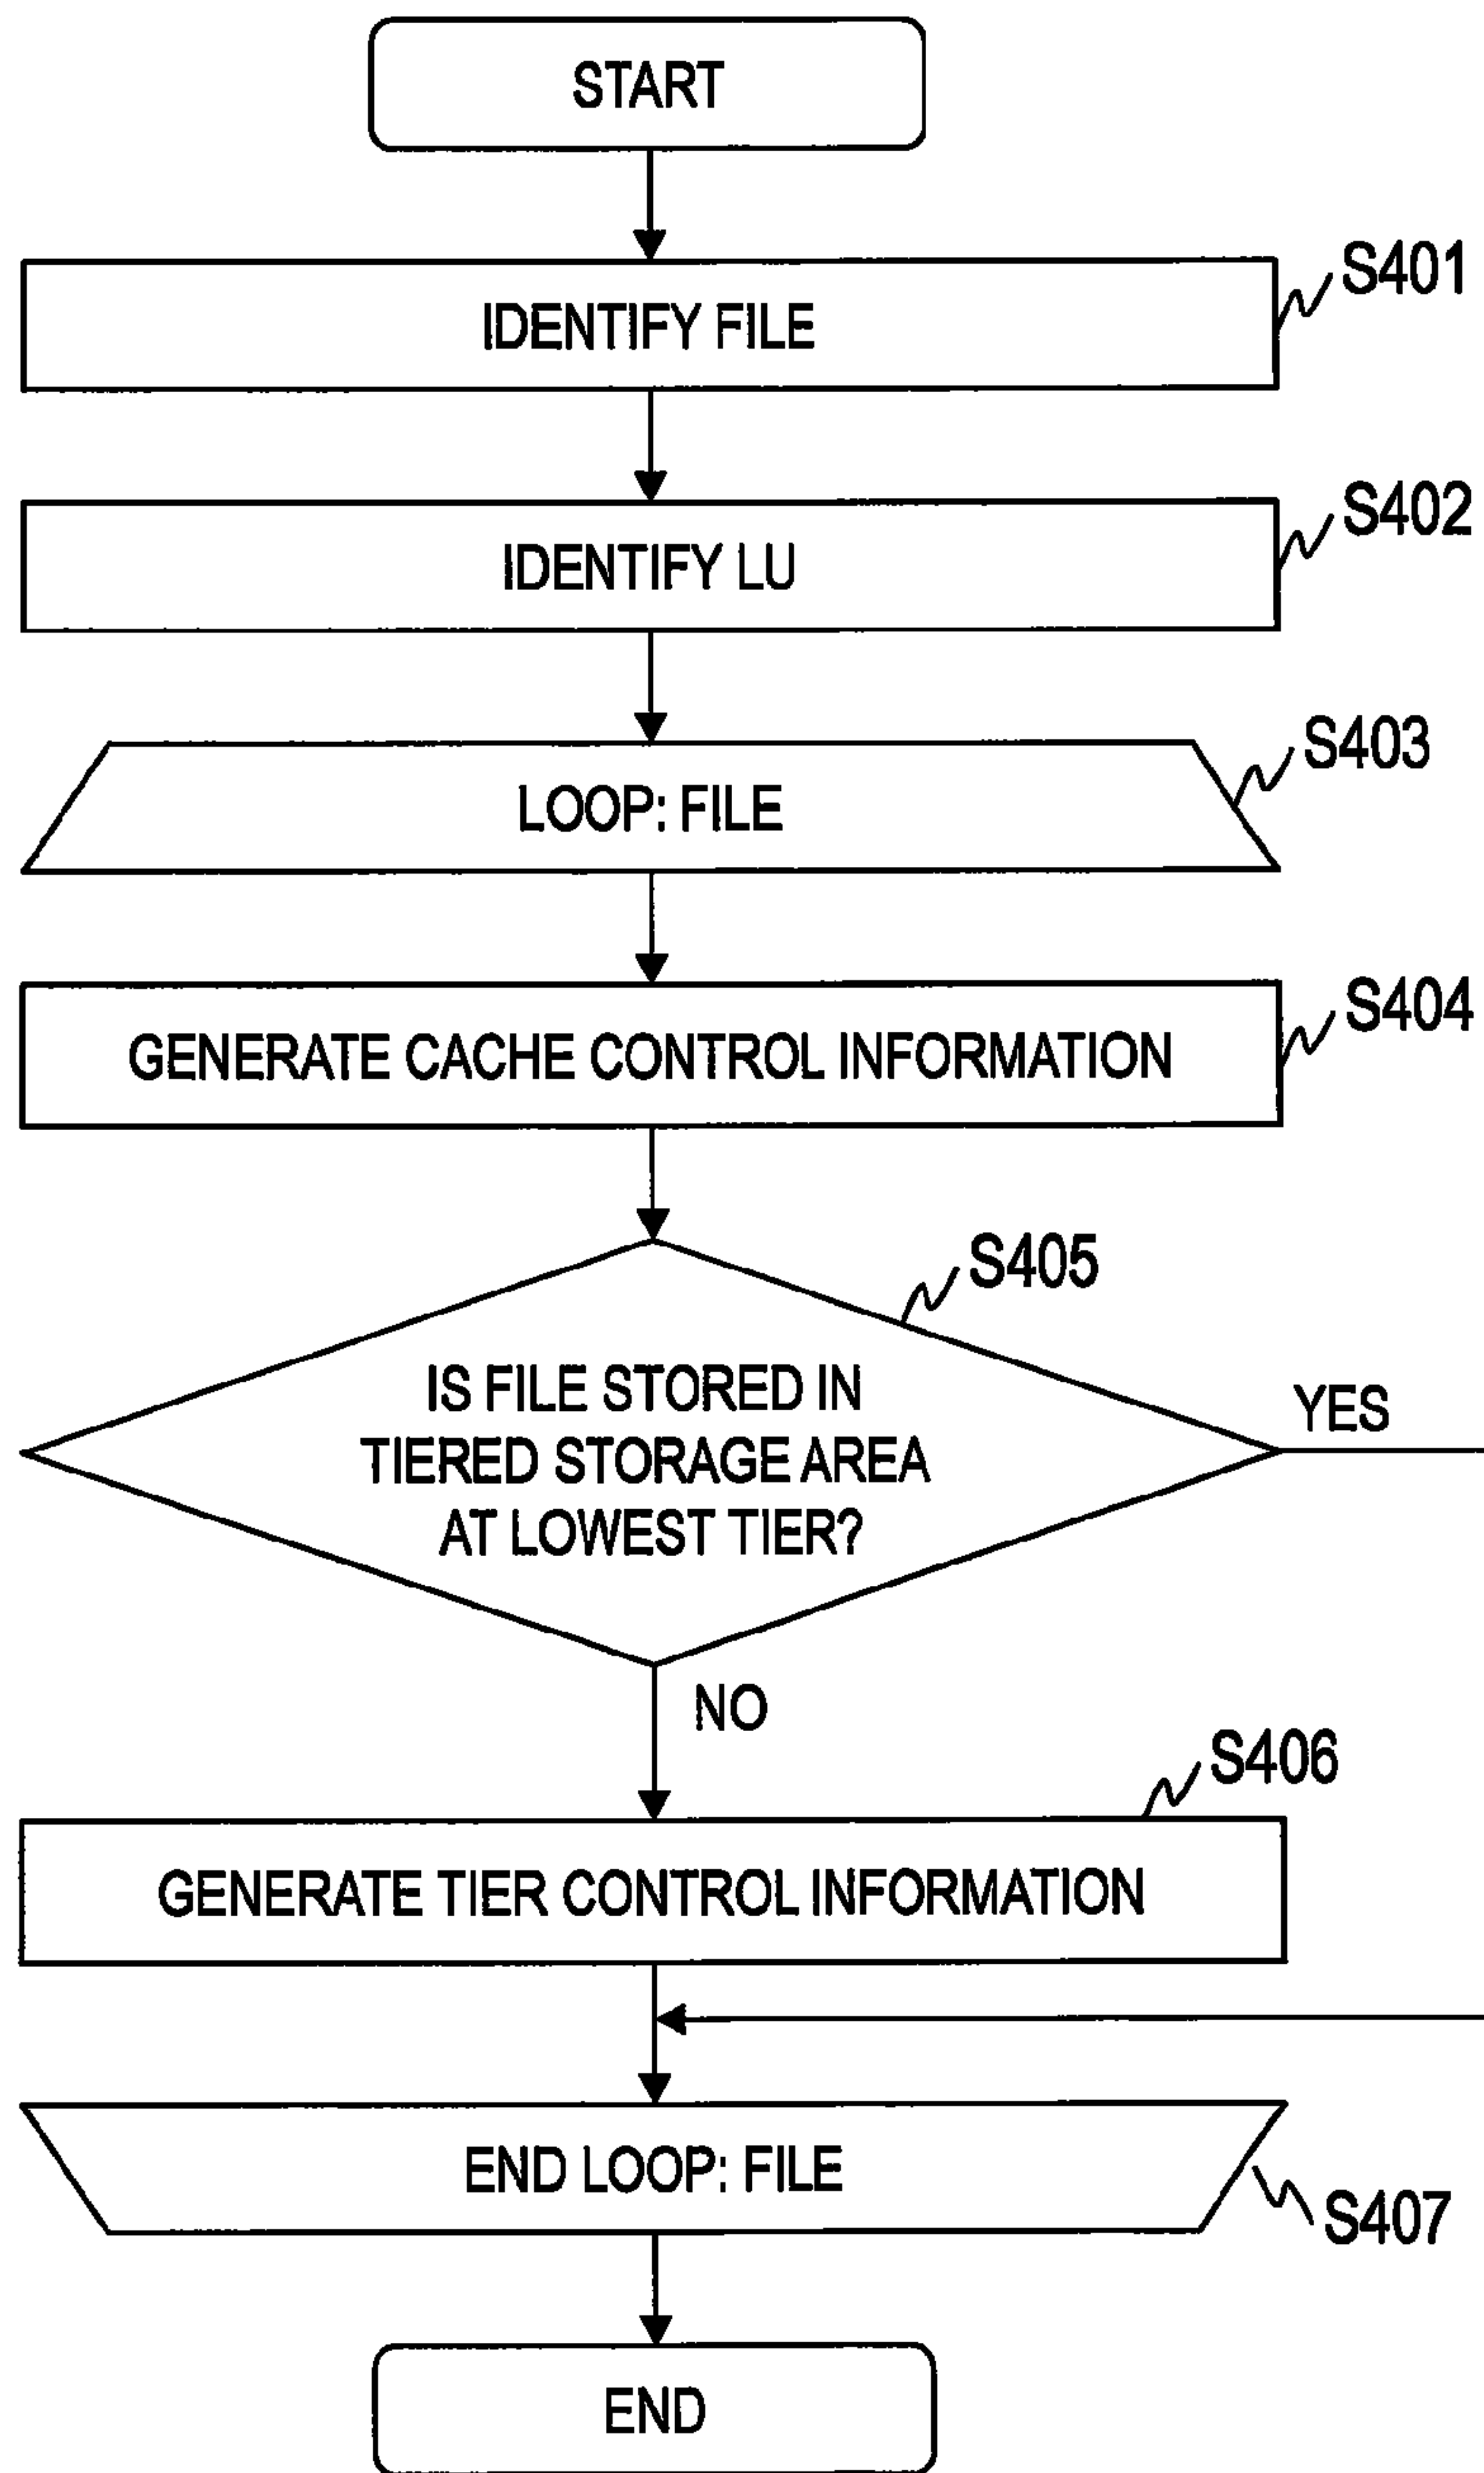 START
S401
IDENTIFY FILE
S402
IDENTIFY LU
S403
LOOP: FILE
S404
GENERATE CACHE CONTROL INFORMATION
S405
IS FILE STORED IN
TIERED STORAGE AREA
AT LOWEST TIER?
YES
NO
S406
GENERATE TIER CONTROL INFORMATION
END LOOP: FILE
S407
END